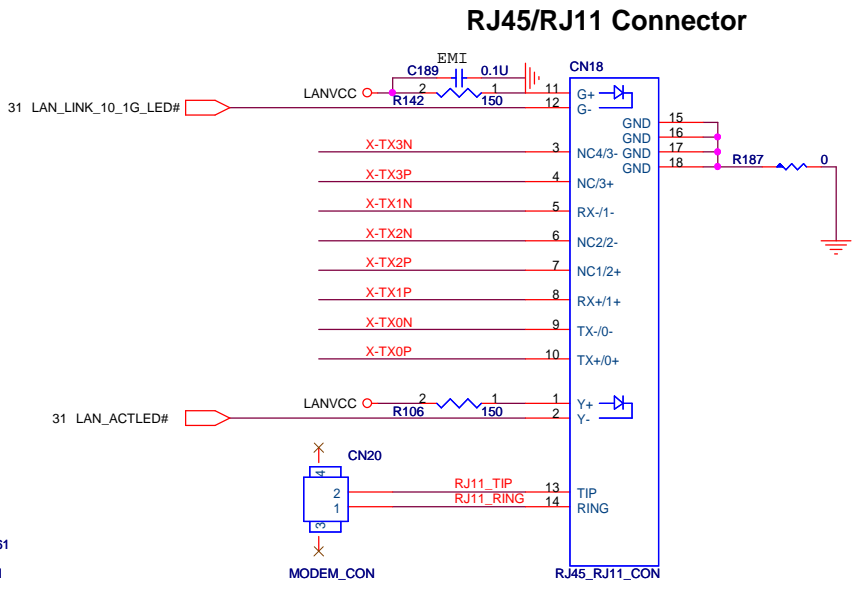 RJ45/RJ11 Connector
EMI
C189 0.1U
CN18
LANVCC 2 1 11 G+
R142 150
31 LAN_LINK_10_1G_LED# 12 G-
GND 15
GND 16
X-TX3N 3 NC4/3- GND 17
GND 18 R187 0
X-TX3P 4 NC/3+
X-TX1N 5 RX-/1-
X-TX2N 6 NC2/2-
X-TX2P 7 NC1/2+
X-TX1P 8 RX+/1+
X-TX0N 9 TX-/0-
X-TX0P 10 TX+/0+
LANVCC 2 1 1 Y+
R106 150
31 LAN_ACTLED# 2 Y-
CN20
4
2 RJ11_TIP 13 TIP
1 RJ11_RING 14 RING
3
MODEM_CON
RJ45_RJ11_CON